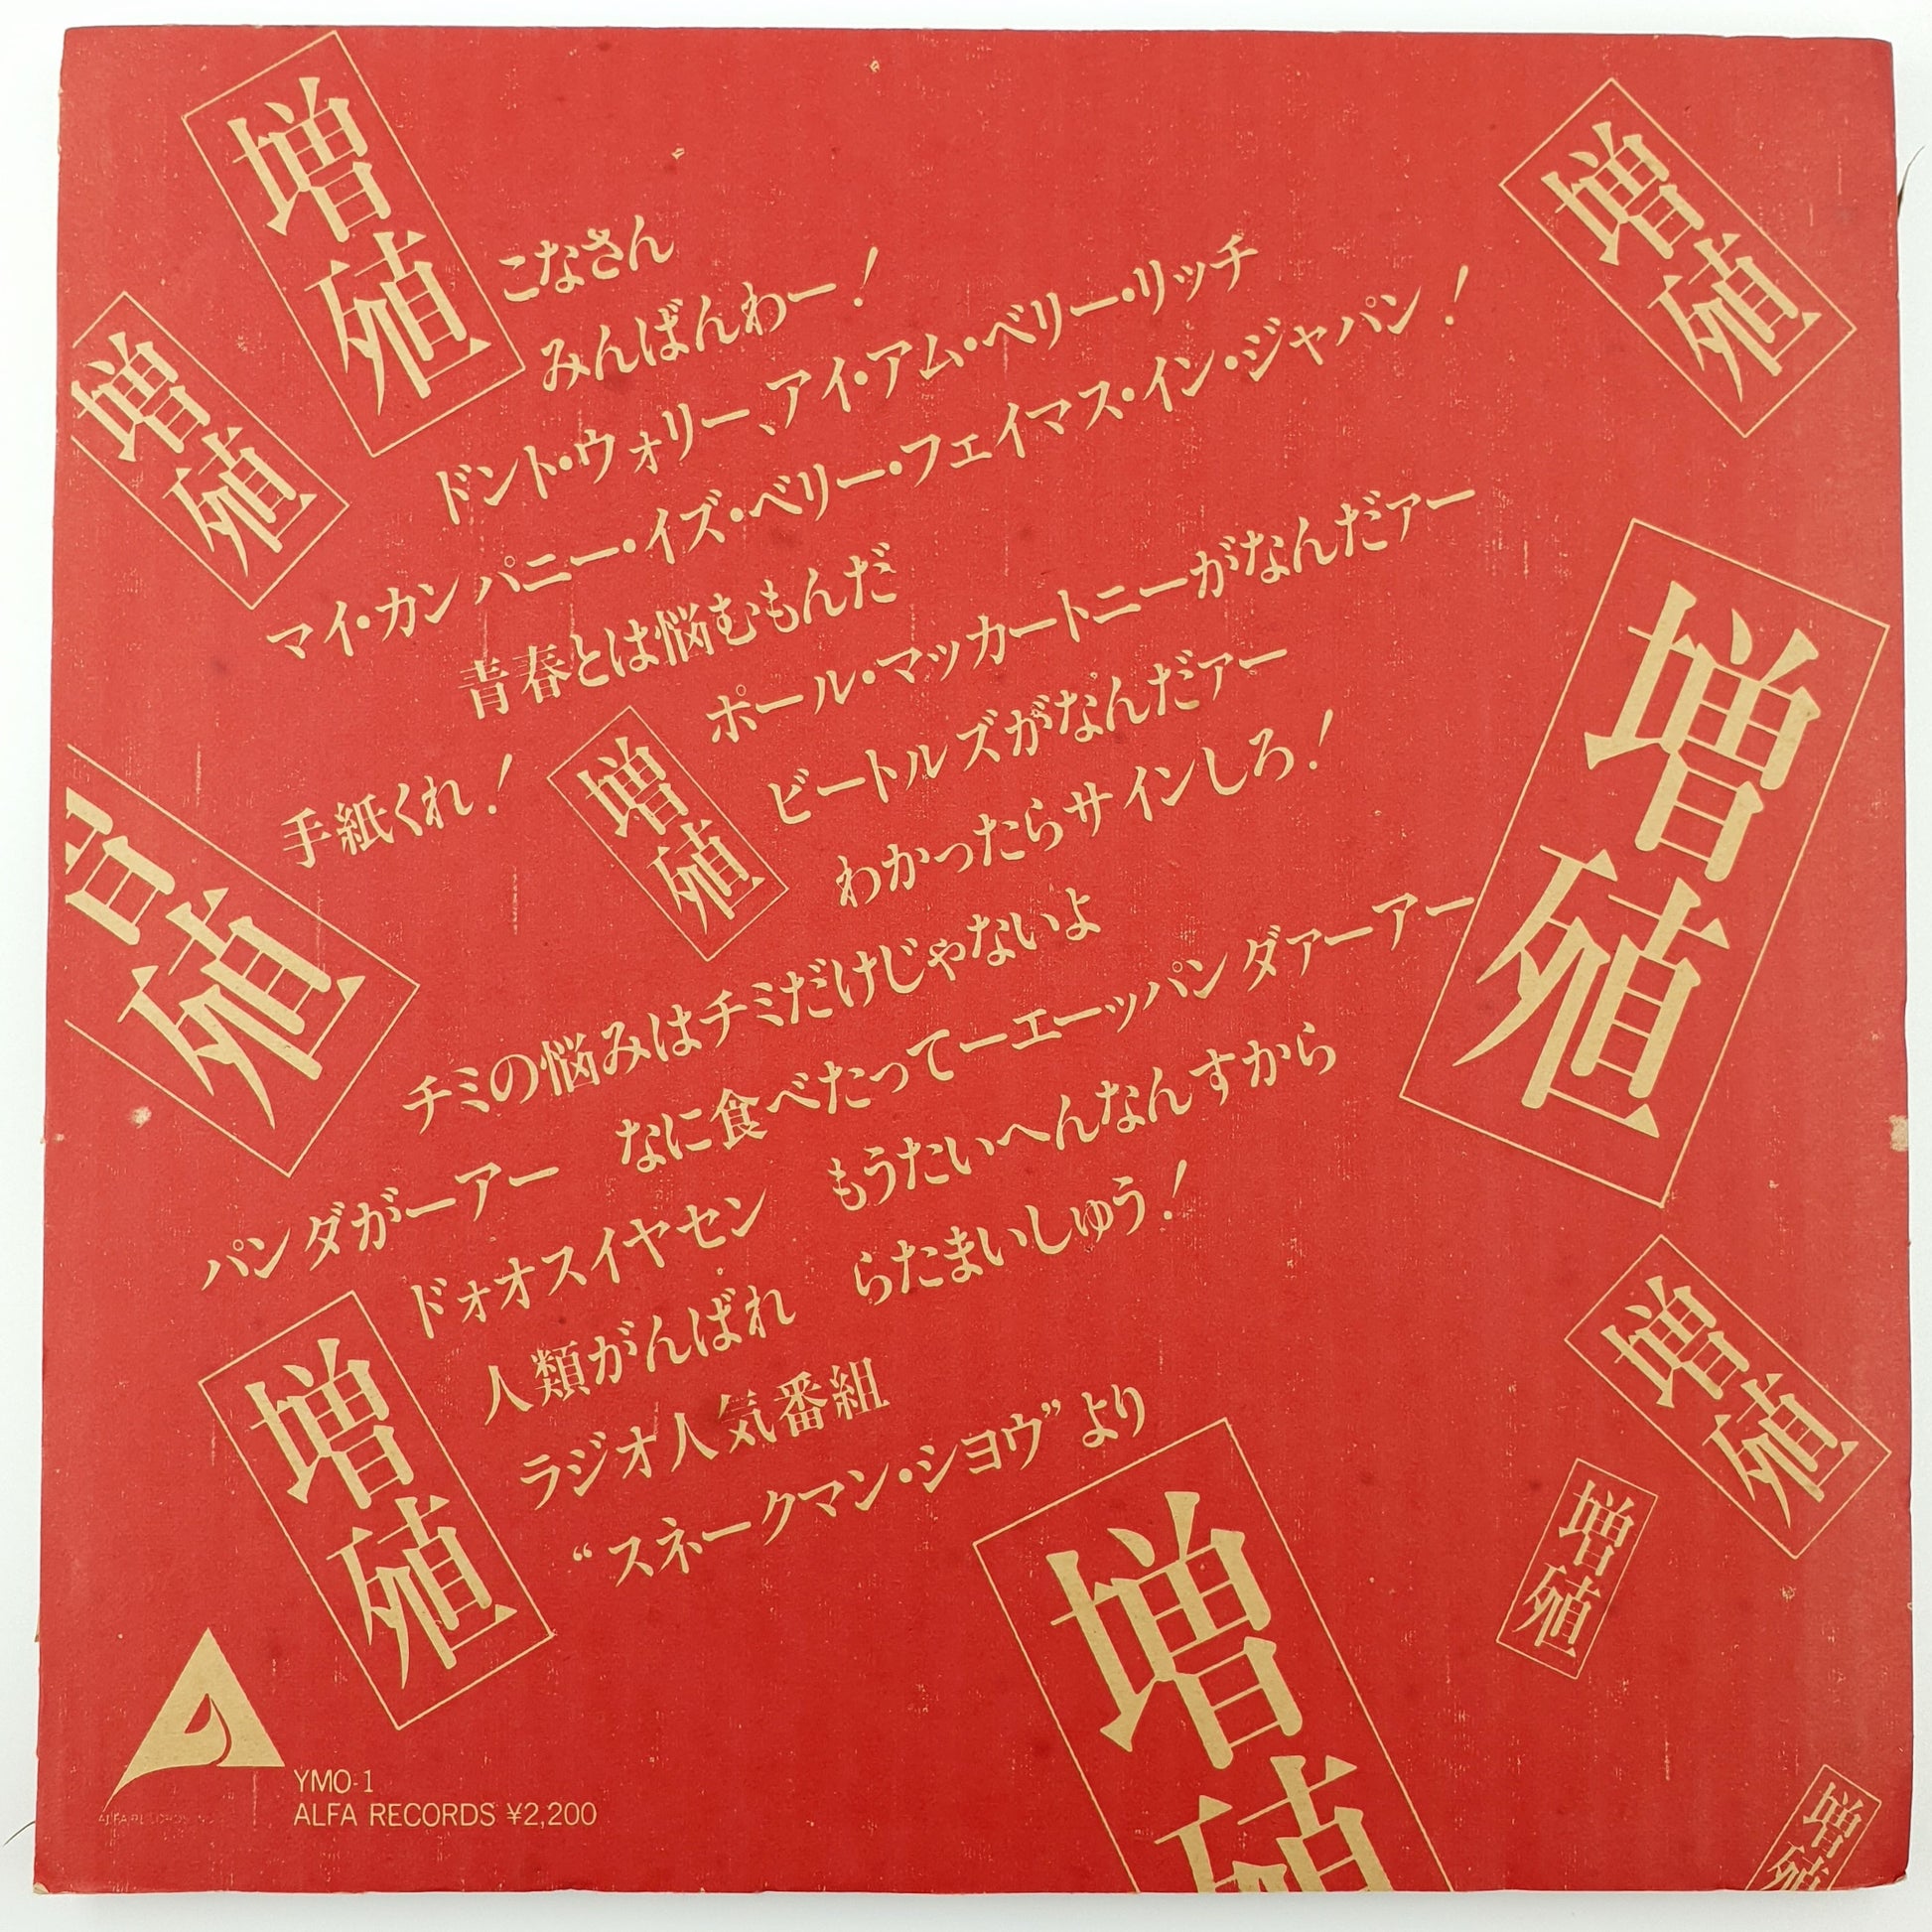 増殖
増殖
増殖
こなさん
みんばんわー!
ドント・ウォリー、アイ・アム・ベリー・リッチ
マイ・カンパニー・イズ・ベリー・フェイマス・イン・ジャパン!
青春とは悩むもんだ
手紙くれ!
増殖
ポール・マッカートニーがなんだァー
ビートルズがなんだァー
わかったらサインしろ!
増殖
殖
チミの悩みはチミだけじゃないよ
パンダがーアー なに食べたってーエーッパンダァーアー
ドォオスイヤセン もうたいへんなんすから
人類がんばれ らたまいしゅう!
ラジオ人気番組
“スネークマン・ショウ”より
増殖
増殖
増殖
増殖
増殖
YMO-1
ALFA RECORDS ¥2,200